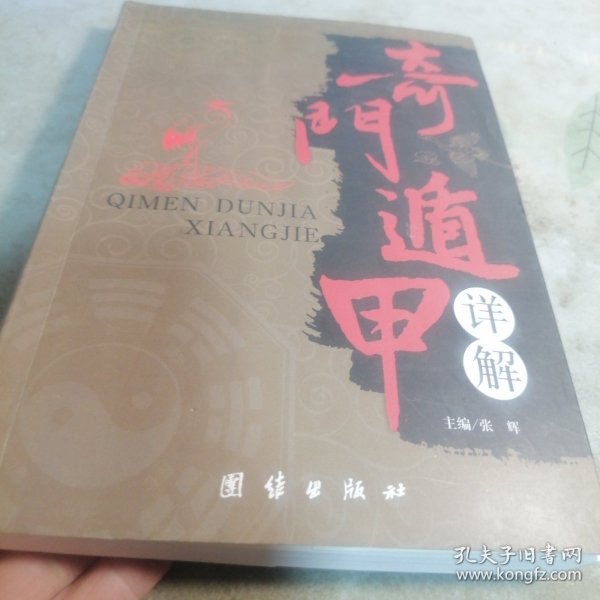 奇門遁甲
详解
QIMEN DUNJIA
XIANGJIE
主编/张 辉
團结出版社
孔夫子旧书网
www.kongfz.com